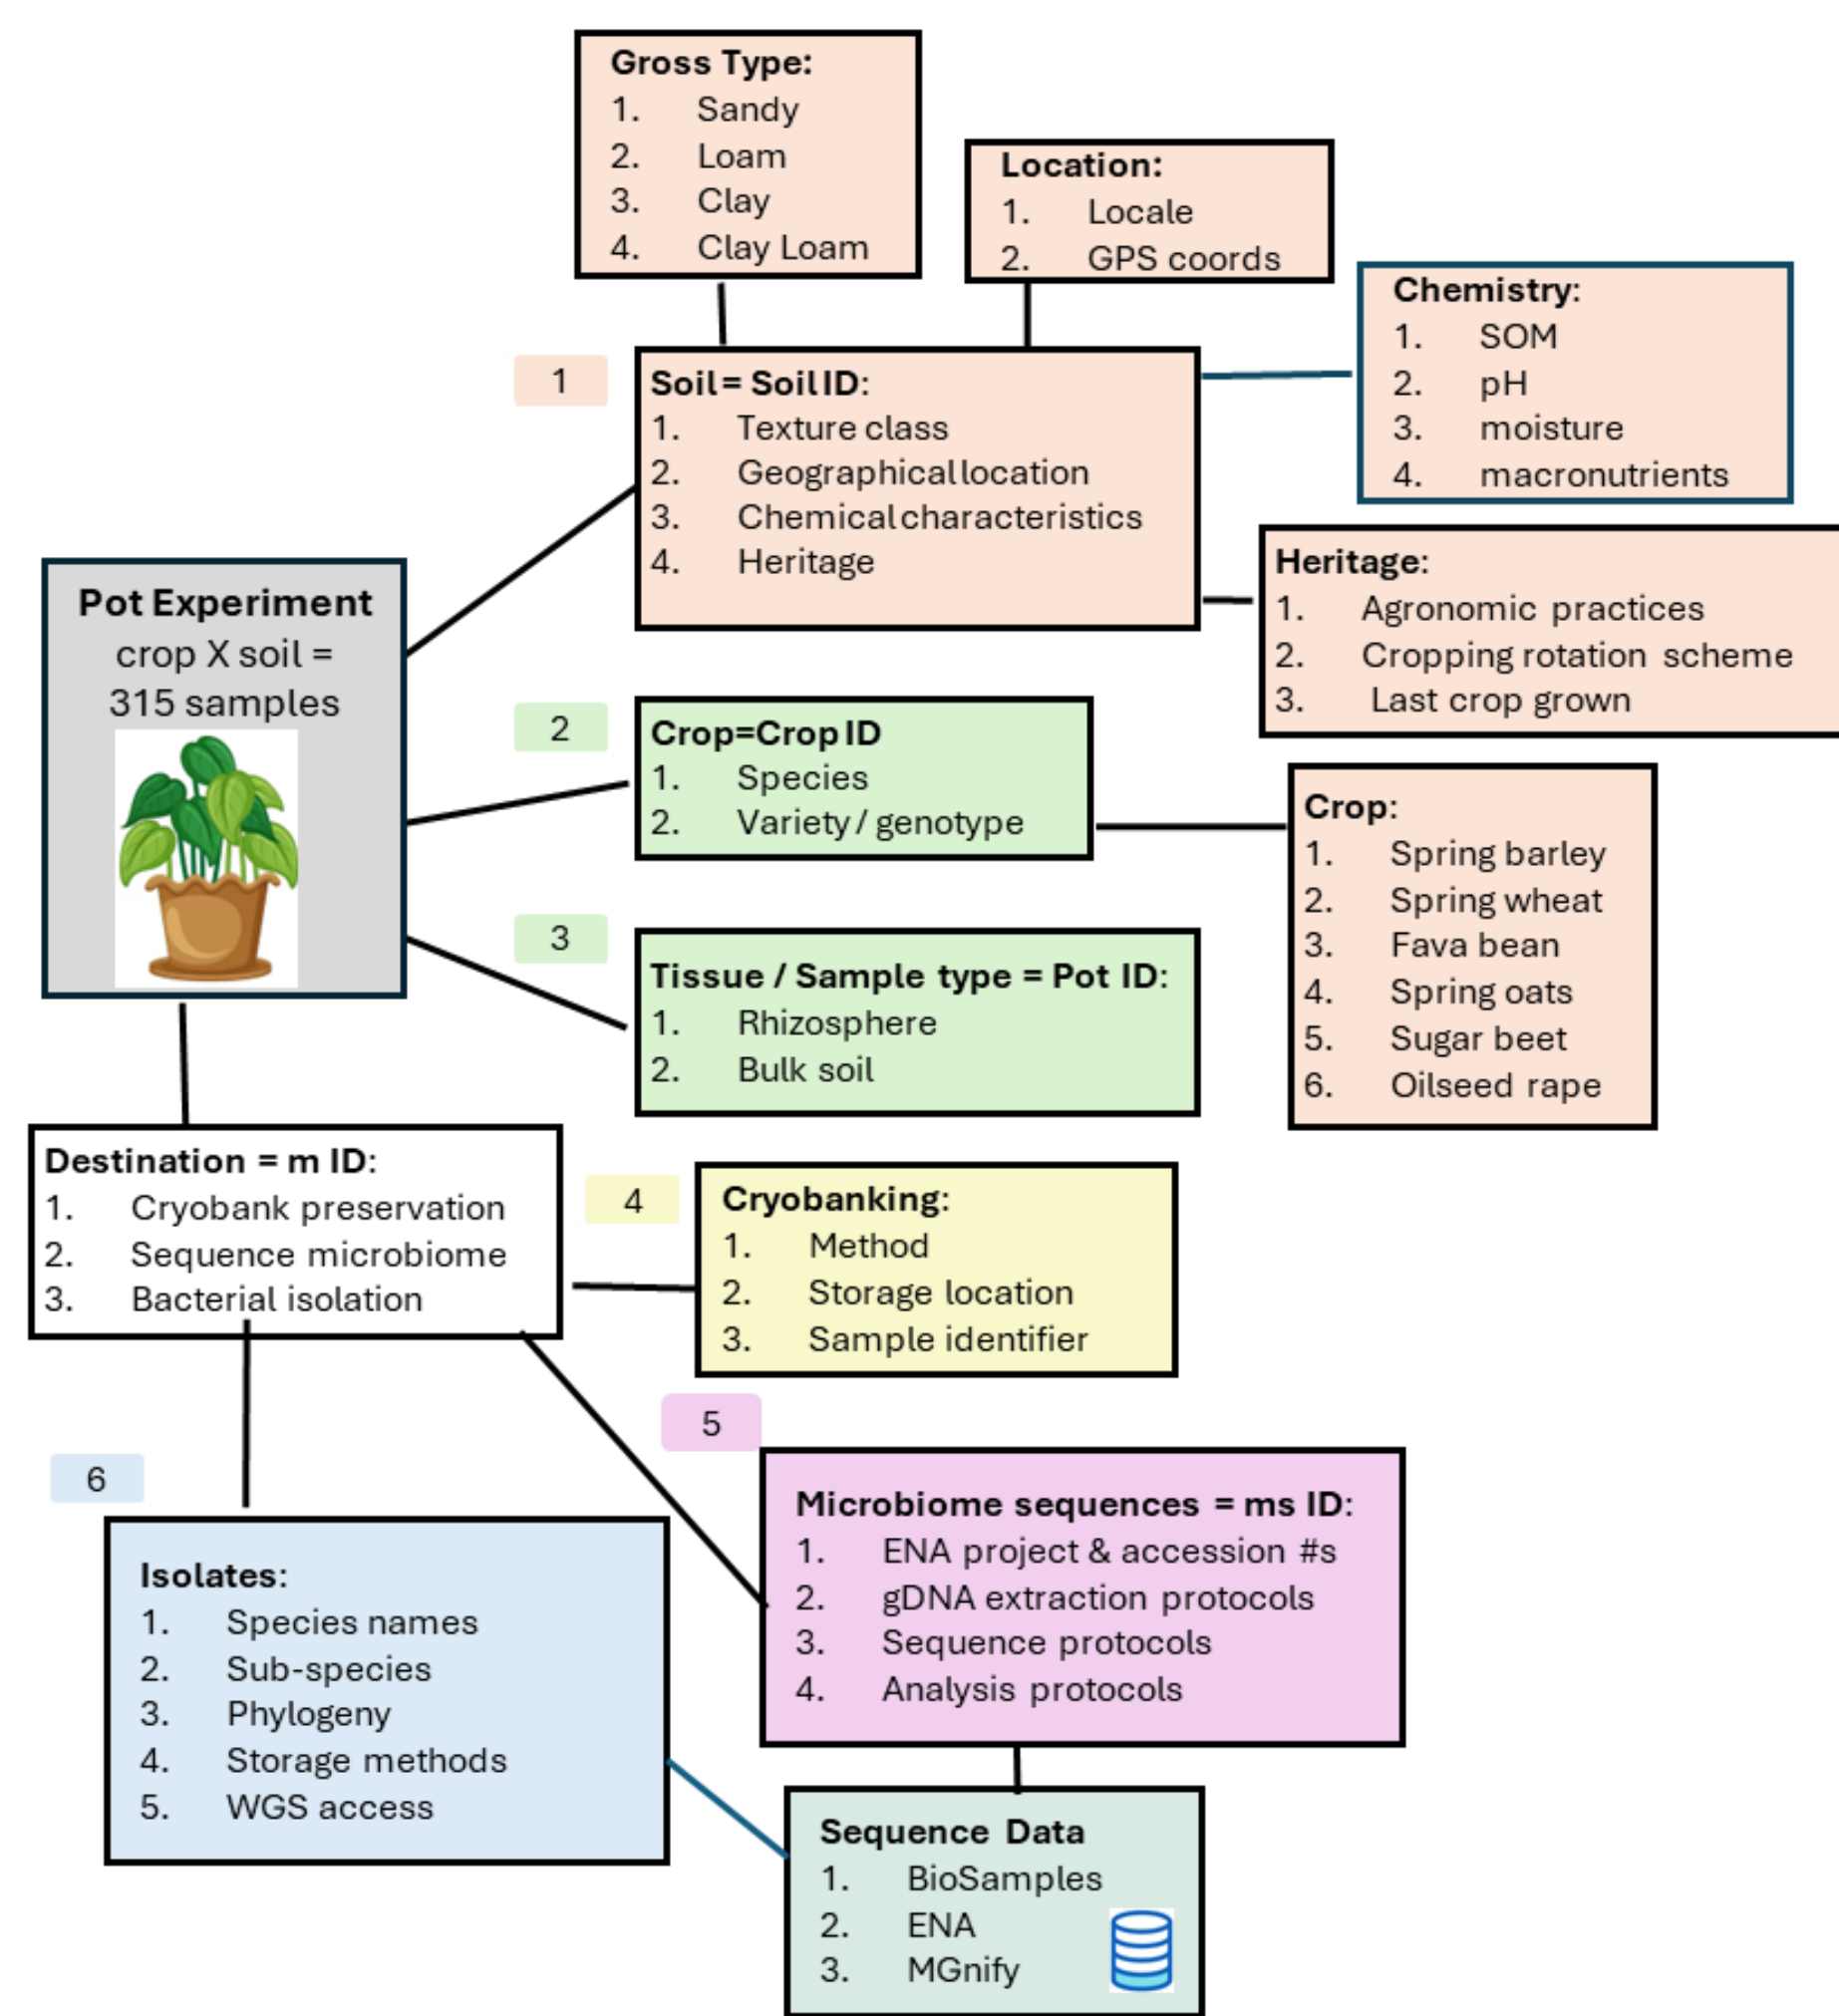 Gross Type:
1. Sandy
2. Loam
3. Clay
4. Clay Loam
Location:
1. Locale
2. GPS coords
Chemistry:
1. SOM
2. pH
3. moisture
4. macronutrients
1
Soil = Soil ID:
1. Texture class
2. Geographical location
3. Chemical characteristics
4. Heritage
Heritage:
1. Agronomic practices
2. Cropping rotation scheme
3. Last crop grown
Pot Experiment
crop X soil =
315 samples
2
Crop=Crop ID
1. Species
2. Variety / genotype
Crop:
1. Spring barley
2. Spring wheat
3. Fava bean
4. Spring oats
5. Sugar beet
6. Oilseed rape
3
Tissue / Sample type = Pot ID:
1. Rhizosphere
2. Bulk soil
Destination = m ID:
1. Cryobank preservation
2. Sequence microbiome
3. Bacterial isolation
4
Cryobanking:
1. Method
2. Storage location
3. Sample identifier
5
Microbiome sequences = ms ID:
1. ENA project & accession #s
2. gDNA extraction protocols
3. Sequence protocols
4. Analysis protocols
6
Isolates:
1. Species names
2. Sub-species
3. Phylogeny
4. Storage methods
5. WGS access
Sequence Data
1. BioSamples
2. ENA
3. MGnify